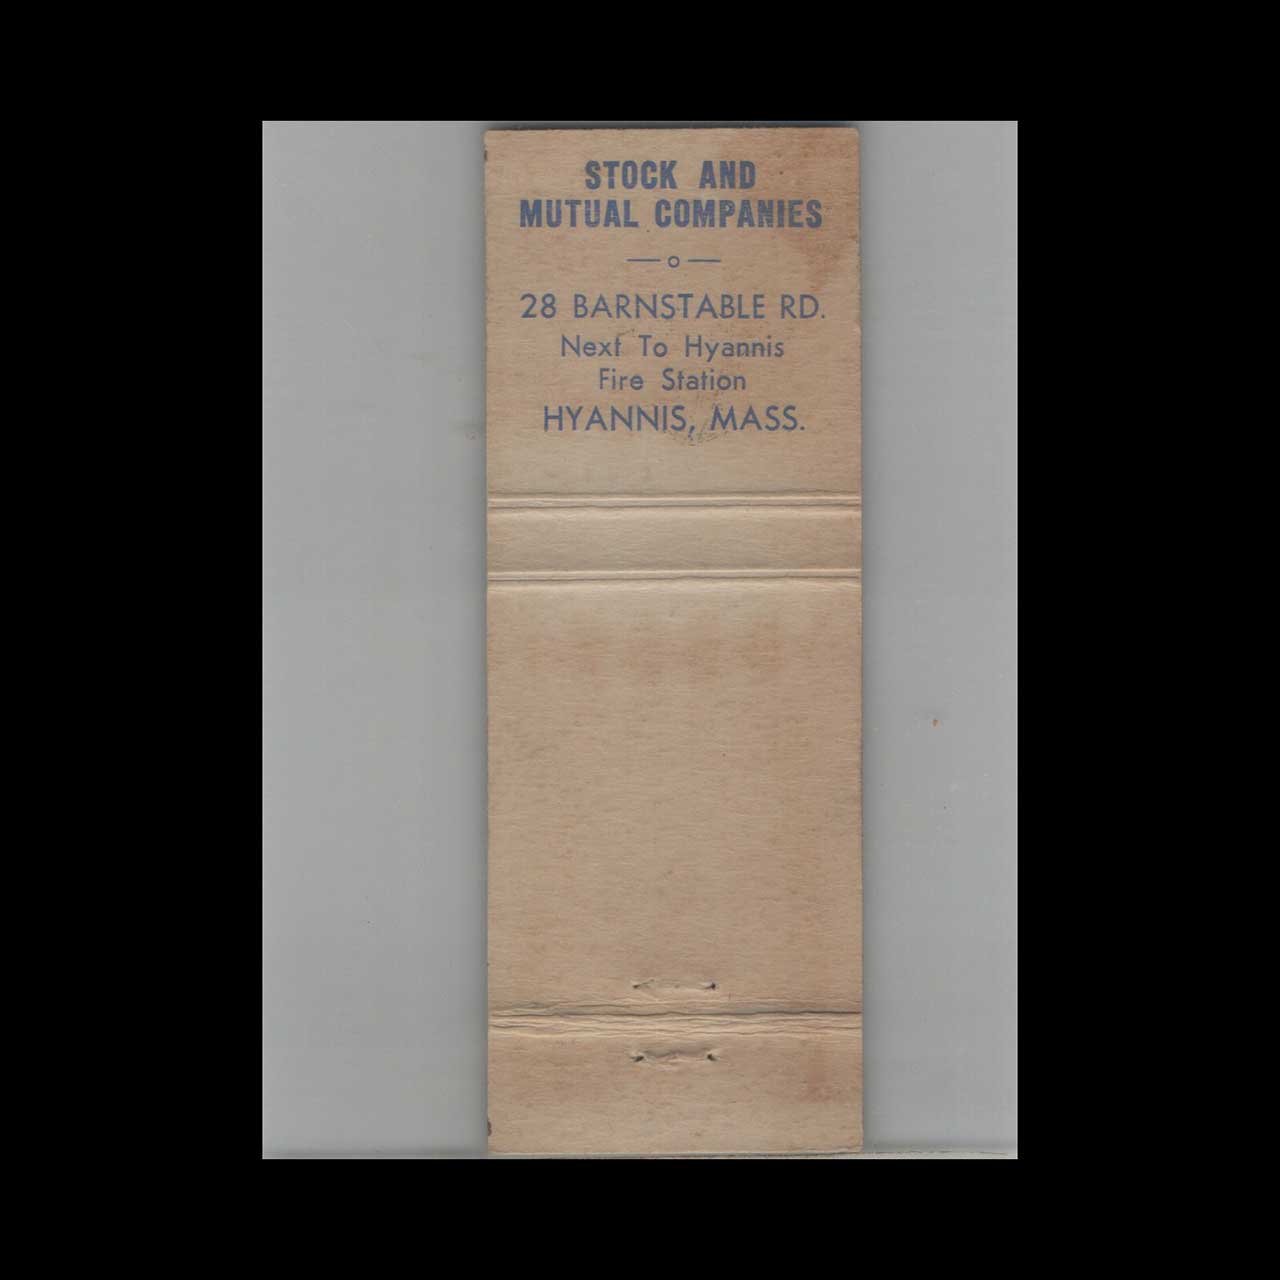 STOCK AND
MUTUAL COMPANIES
28 BARNSTABLE RD.
Next To Hyannis
Fire Station
HYANNIS, MASS.